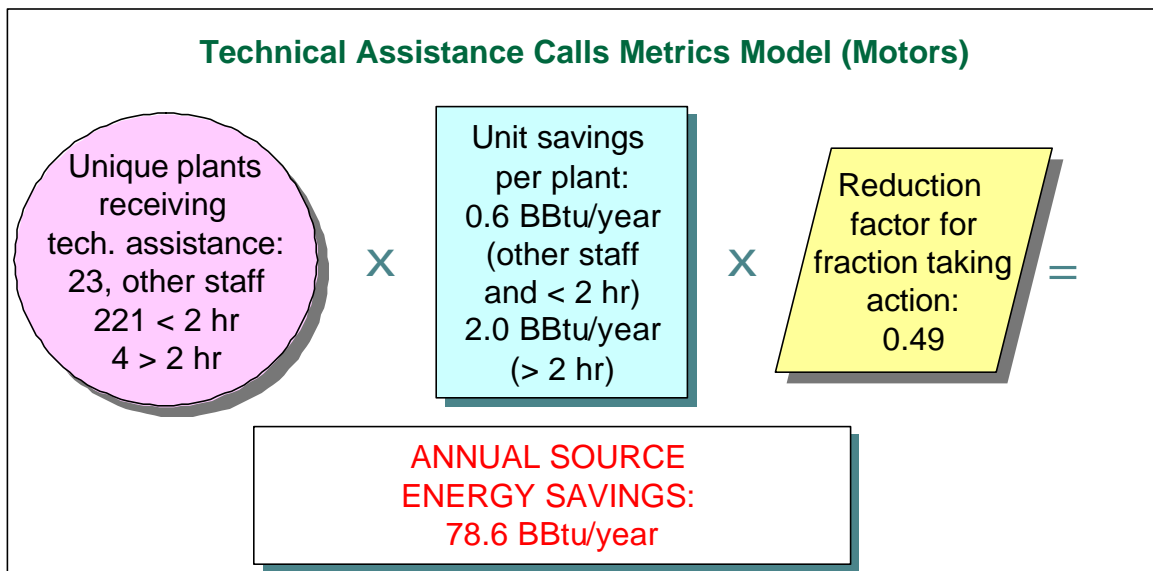 Technical Assistance Calls Metrics Model (Motors)
Unique plants
receiving
tech. assistance:
23, other staff
221 < 2 hr
4 > 2 hr
x
Unit savings
per plant:
0.6 BBtu/year
(other staff
and < 2 hr)
2.0 BBtu/year
(> 2 hr)
x
Reduction
factor for
fraction taking
action:
0.49
=
ANNUAL SOURCE
ENERGY SAVINGS:
78.6 BBtu/year